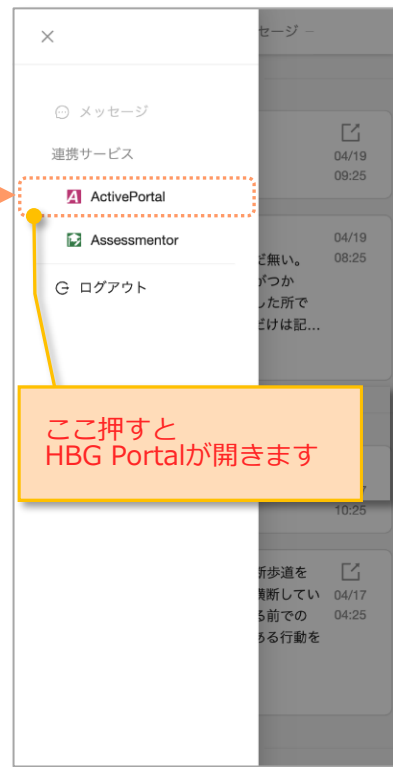 セージ －
メッセージ
連携サービス
04/19
09:25
ActivePortal
Assessmentor
04/19
08:25
ご無い。
がつか
した所で
だけは記...
ログアウト
ここ押すと
HBG Portalが開きます
10:25
断歩道を
横断してい
04/17
る前での
04:25
ある行動を